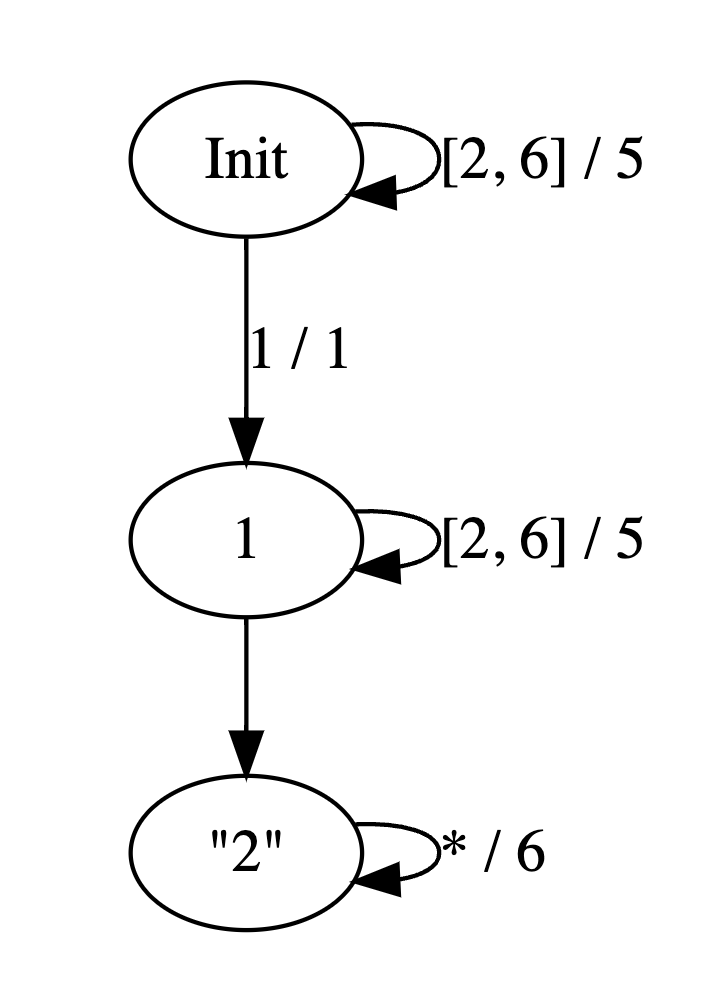 Init
[2, 6] / 5
1 / 1
1
[2, 6] / 5
"2"
* / 6